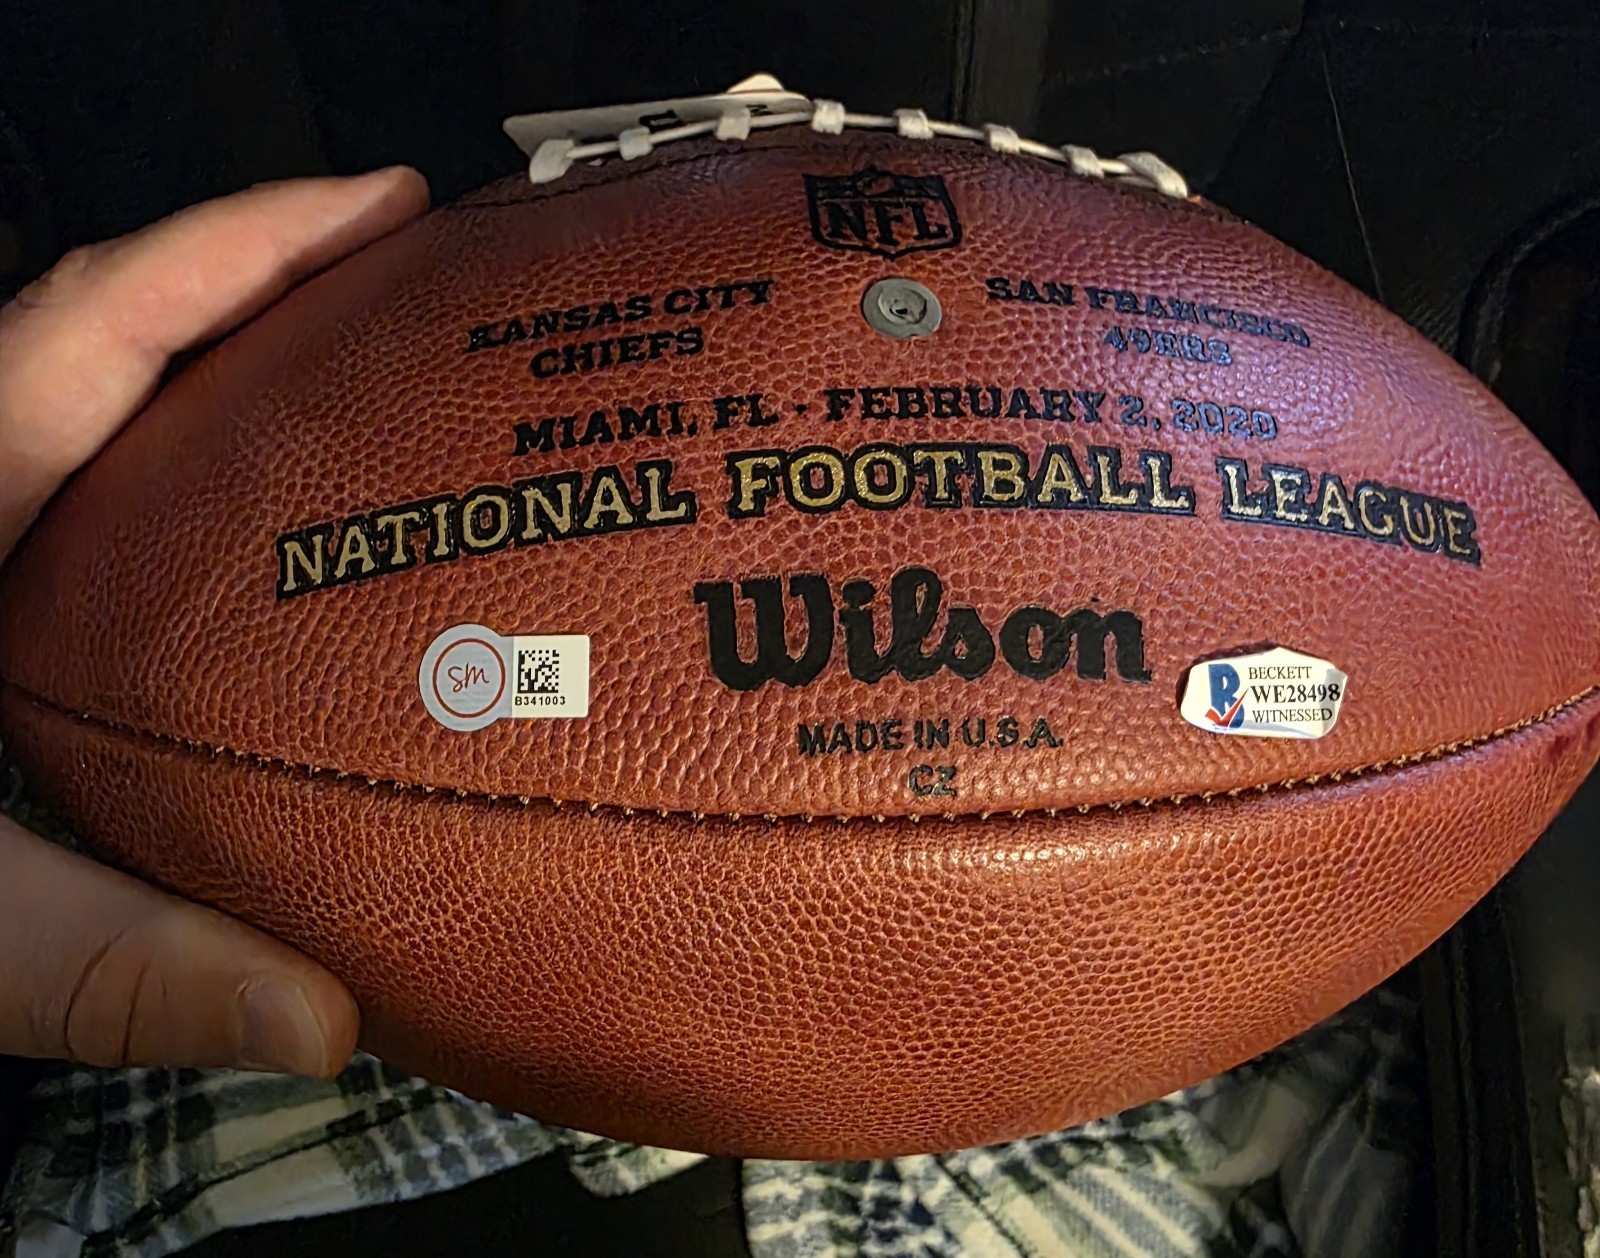 NFL
KANSAS CITY
CHIEFS
SAN FRANCISCO
49ERS
MIAMI, FL · FEBRUARY 2, 2020
NATIONAL FOOTBALL LEAGUE
Wilson
SM
B341003
BECKETT
WE28498
WITNESSED
MADE IN U.S.A.
CZ